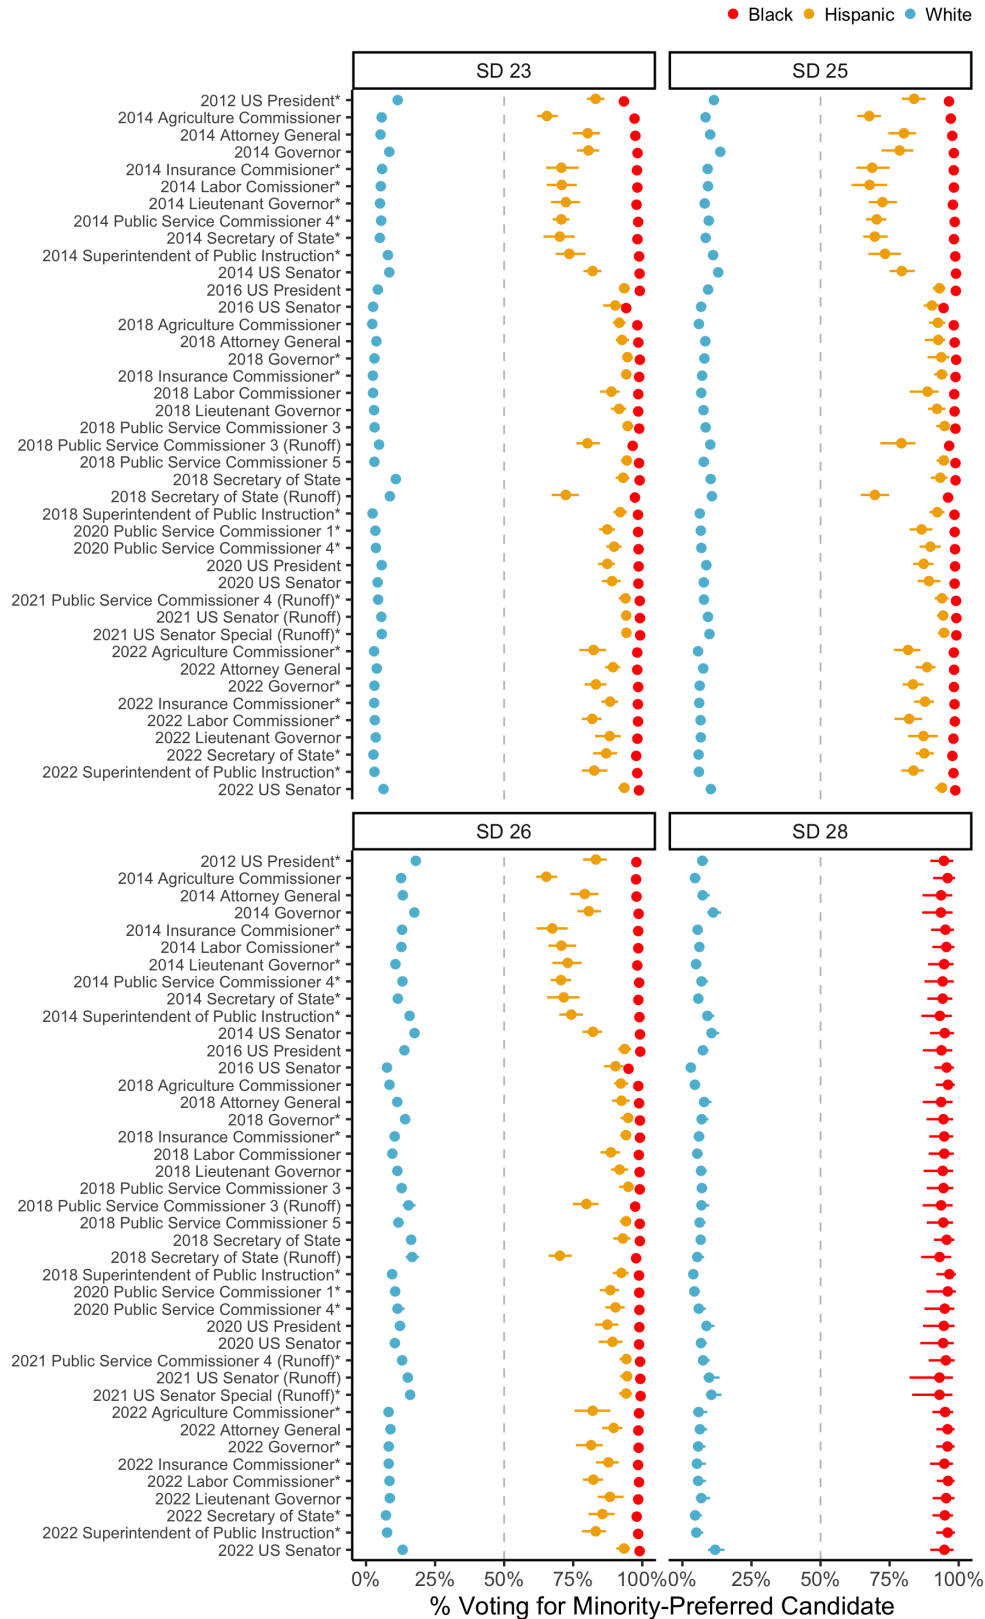 Black Hispanic White
SD 23
SD 25
2012 US President*
2014 Agriculture Commissioner
2014 Attorney General
2014 Governor
2014 Insurance Commisioner*
2014 Labor Comissioner*
2014 Lieutenant Governor*
2014 Public Service Commissioner 4*
2014 Secretary of State*
2014 Superintendent of Public Instruction*
2014 US Senator
2016 US President
2016 US Senator
2018 Agriculture Commissioner
2018 Attorney General
2018 Governor*
2018 Insurance Commissioner*
2018 Labor Commissioner
2018 Lieutenant Governor
2018 Public Service Commissioner 3
2018 Public Service Commissioner 3 (Runoff)
2018 Public Service Commissioner 5
2018 Secretary of State
2018 Secretary of State (Runoff)
2018 Superintendent of Public Instruction*
2020 Public Service Commissioner 1*
2020 Public Service Commissioner 4*
2020 US President
2020 US Senator
2021 Public Service Commissioner 4 (Runoff)*
2021 US Senator (Runoff)
2021 US Senator Special (Runoff)*
2022 Agriculture Commissioner*
2022 Attorney General
2022 Governor*
2022 Insurance Commissioner*
2022 Labor Commissioner*
2022 Lieutenant Governor
2022 Secretary of State*
2022 Superintendent of Public Instruction*
2022 US Senator
SD 26
SD 28
2012 US President*
2014 Agriculture Commissioner
2014 Attorney General
2014 Governor
2014 Insurance Commisioner*
2014 Labor Comissioner*
2014 Lieutenant Governor*
2014 Public Service Commissioner 4*
2014 Secretary of State*
2014 Superintendent of Public Instruction*
2014 US Senator
2016 US President
2016 US Senator
2018 Agriculture Commissioner
2018 Attorney General
2018 Governor*
2018 Insurance Commissioner*
2018 Labor Commissioner
2018 Lieutenant Governor
2018 Public Service Commissioner 3
2018 Public Service Commissioner 3 (Runoff)
2018 Public Service Commissioner 5
2018 Secretary of State
2018 Secretary of State (Runoff)
2018 Superintendent of Public Instruction*
2020 Public Service Commissioner 1*
2020 Public Service Commissioner 4*
2020 US President
2020 US Senator
2021 Public Service Commissioner 4 (Runoff)*
2021 US Senator (Runoff)
2021 US Senator Special (Runoff)*
2022 Agriculture Commissioner*
2022 Attorney General
2022 Governor*
2022 Insurance Commissioner*
2022 Labor Commissioner*
2022 Lieutenant Governor
2022 Secretary of State*
2022 Superintendent of Public Instruction*
2022 US Senator
0% 25% 50% 75% 100% 0% 25% 50% 75% 100%
% Voting for Minority-Preferred Candidate